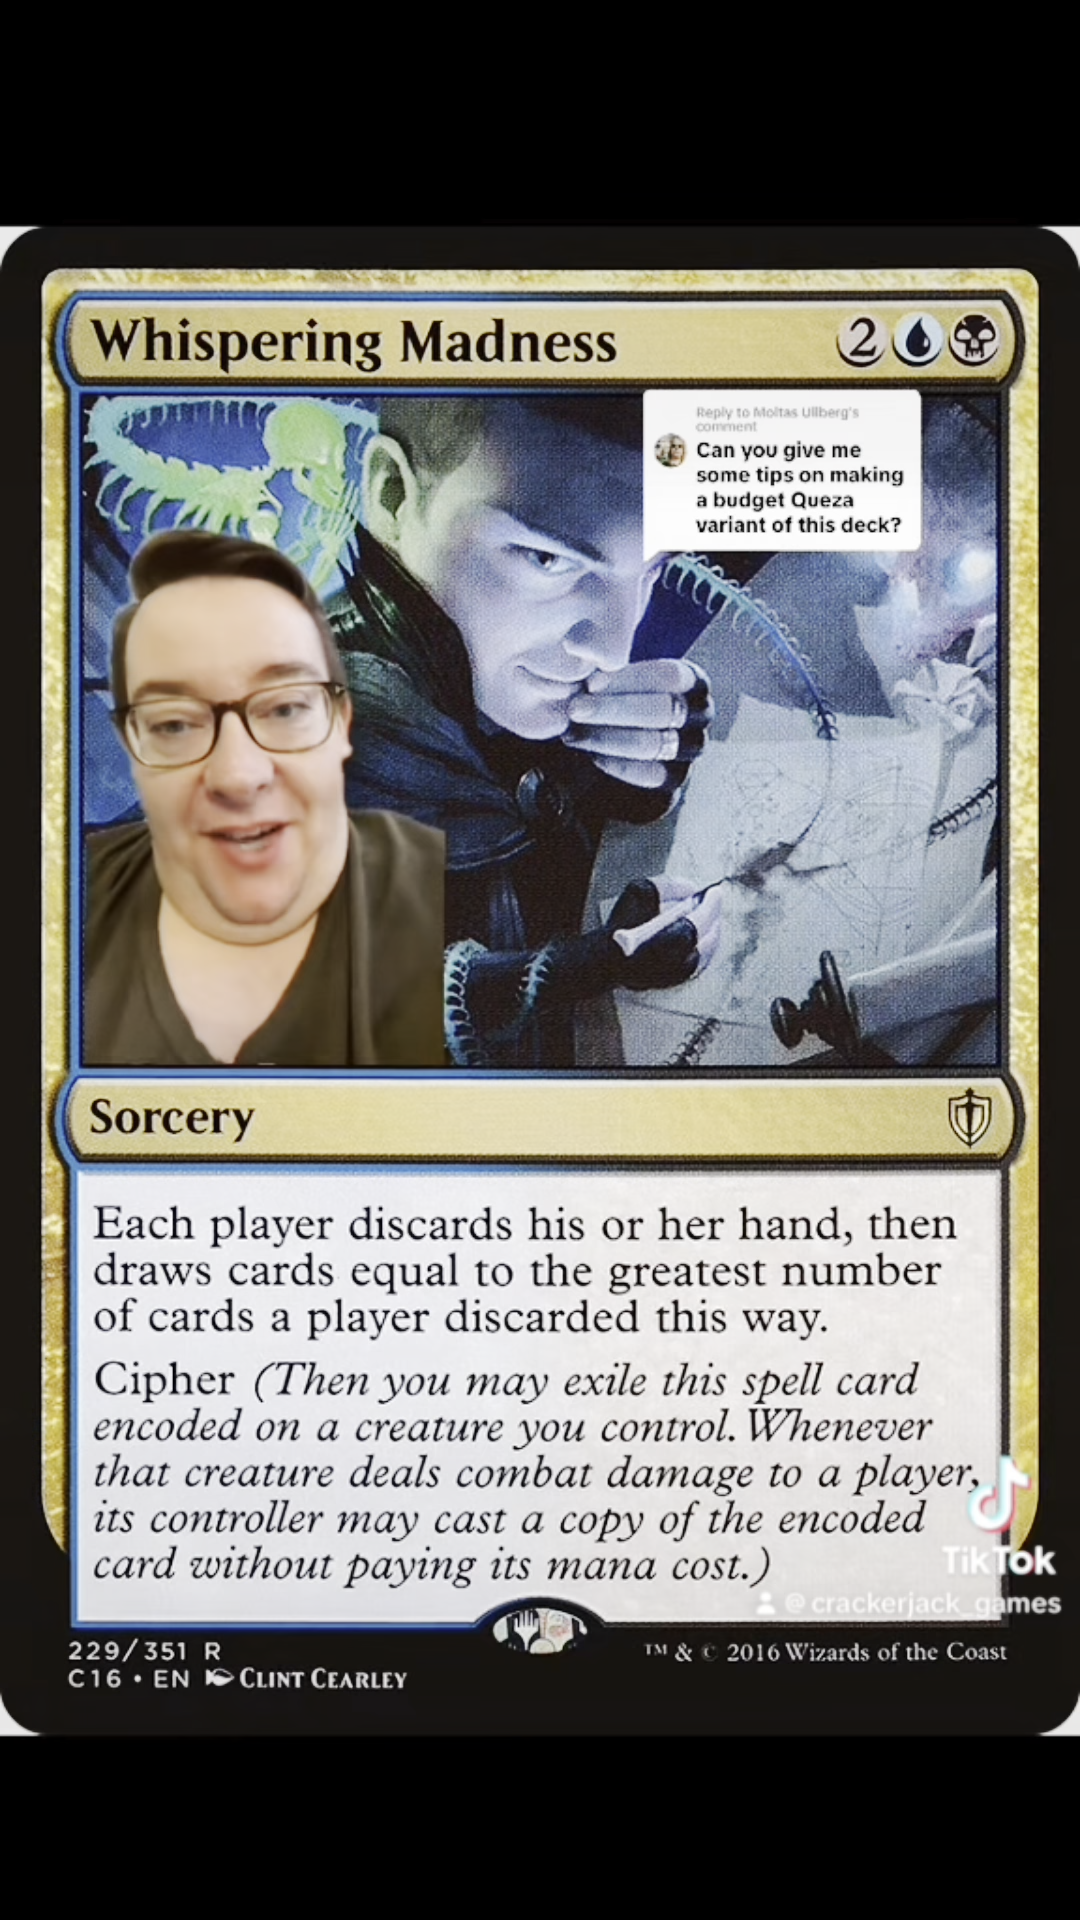 Whispering Madness 2
Reply to Moltas Ullberg's
comment
Can you give me
some tips on making
a budget Queza
variant of this deck?
Sorcery
Each player discards his or her hand, then
draws cards equal to the greatest number
of cards a player discarded this way.
Cipher (Then you may exile this spell card
encoded on a creature you control. Whenever
that creature deals combat damage to a player,
its controller may cast a copy of the encoded
card without paying its mana cost.)
TikTok
@crackerjack_games
229/351 R
C16 • EN CLINT CEARLEY
™ & © 2016 Wizards of the Coast